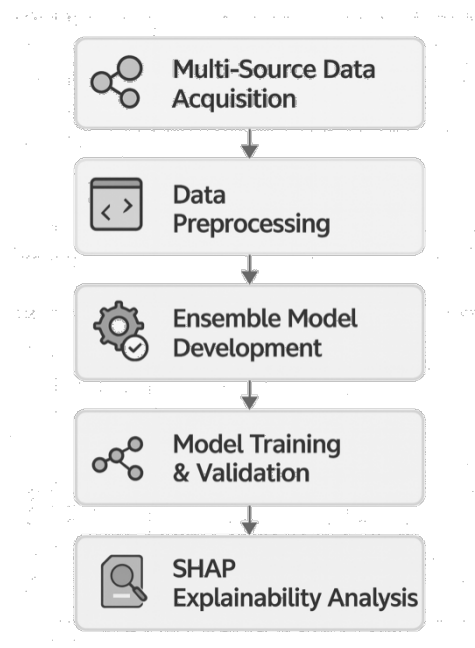 Multi-Source Data
Acquisition
Data
Preprocessing
Ensemble Model
Development
Model Training
& Validation
SHAP
Explainability Analysis